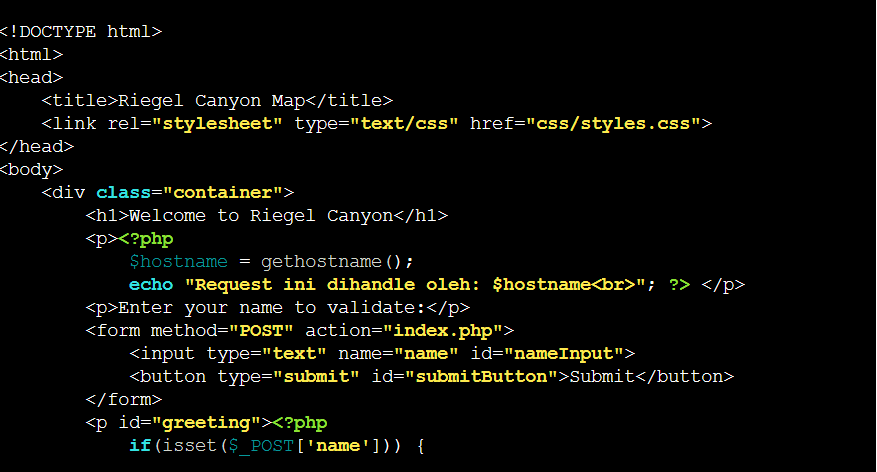 <!DOCTYPE html>
<html>
<head>
    <title>Riegel Canyon Map</title>
    <link rel="stylesheet" type="text/css" href="css/styles.css">
</head>
<body>
    <div class="container">
        <h1>Welcome to Riegel Canyon</h1>
        <p><?php
            $hostname = gethostname();
            echo "Request ini dihandle oleh: $hostname<br>"; ?> </p>
        <p>Enter your name to validate:</p>
        <form method="POST" action="index.php">
            <input type="text" name="name" id="nameInput">
            <button type="submit" id="submitButton">Submit</button>
        </form>
        <p id="greeting"><?php
            if(isset($_POST['name'])) {